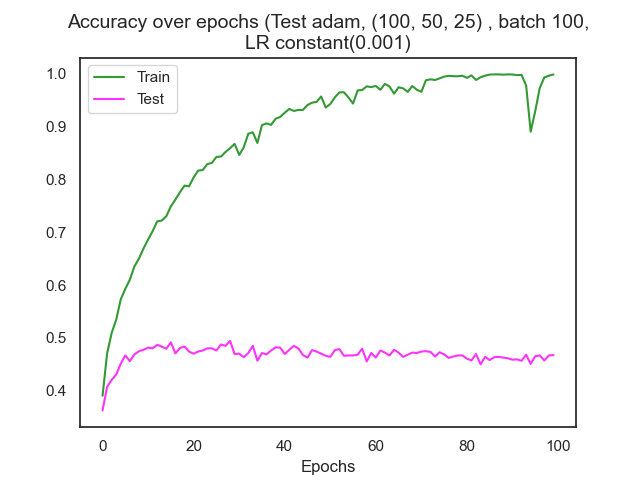 Accuracy over epochs (Test adam, (100, 50, 25) , batch 100,
LR constant(0.001)
Train
Test
1.0
0.9
0.8
0.7
0.6
0.5
0.4
0 20 40 60 80 100
Epochs